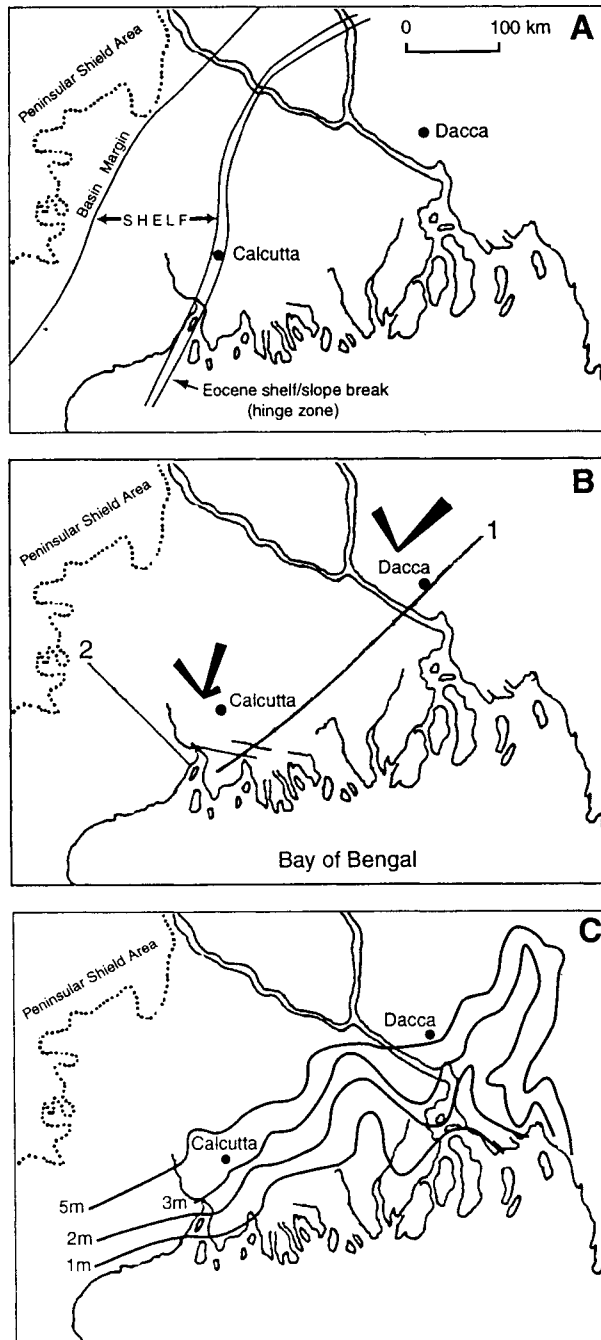 A
0 100 km
Peninsular Shield Area
Basin Margin
SHELF
Dacca
Calcutta
Eocene shelf/slope break
(hinge zone)
B
Peninsular Shield Area
1
Dacca
2
Calcutta
Bay of Bengal
C
Peninsular Shield Area
Dacca
Calcutta
5m
3m
2m
1m